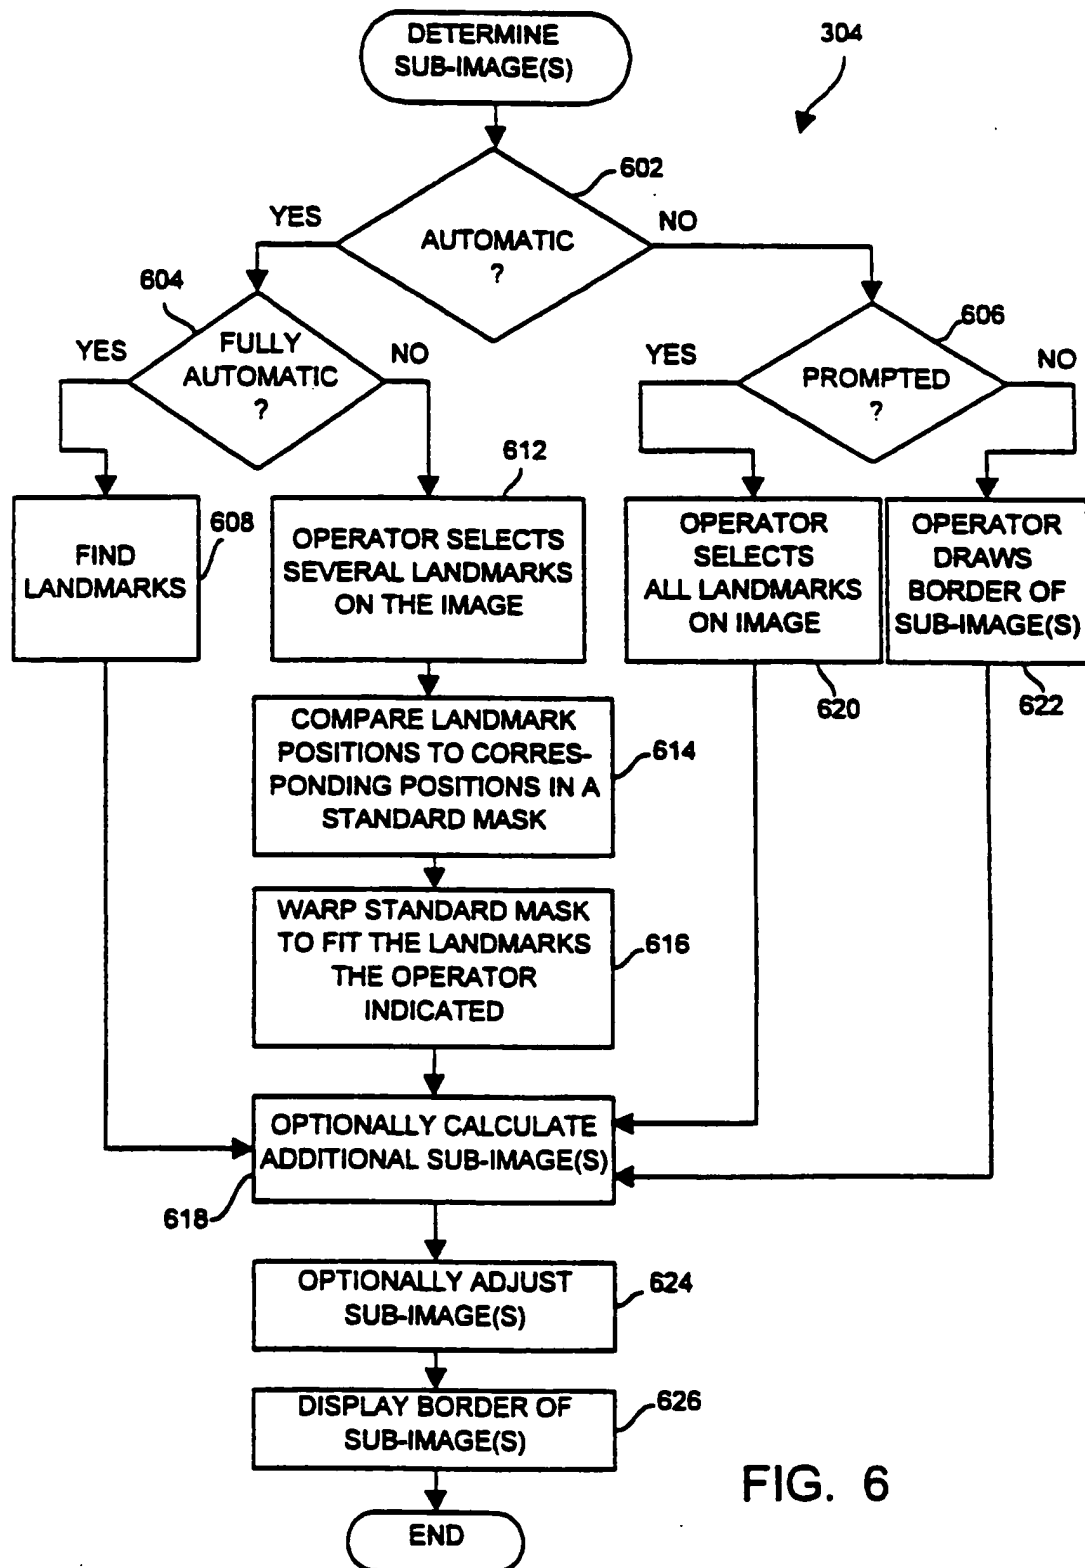 DETERMINE
SUB-IMAGE(S)
304
602
YES
NO
AUTOMATIC
?
604
606
YES
FULLY
AUTOMATIC
?
NO
YES
PROMPTED
?
NO
612
608
FIND
LANDMARKS
OPERATOR SELECTS
SEVERAL LANDMARKS
ON THE IMAGE
OPERATOR
SELECTS
ALL LANDMARKS
ON IMAGE
OPERATOR
DRAWS
BORDER OF
SUB-IMAGE(S)
620
622
COMPARE LANDMARK
POSITIONS TO CORRES-
PONDING POSITIONS IN A
STANDARD MASK
614
WARP STANDARD MASK
TO FIT THE LANDMARKS
THE OPERATOR
INDICATED
616
OPTIONALLY CALCULATE
ADDITIONAL SUB-IMAGE(S)
618
OPTIONALLY ADJUST
SUB-IMAGE(S)
624
DISPLAY BORDER OF
SUB-IMAGE(S)
626
END
FIG. 6